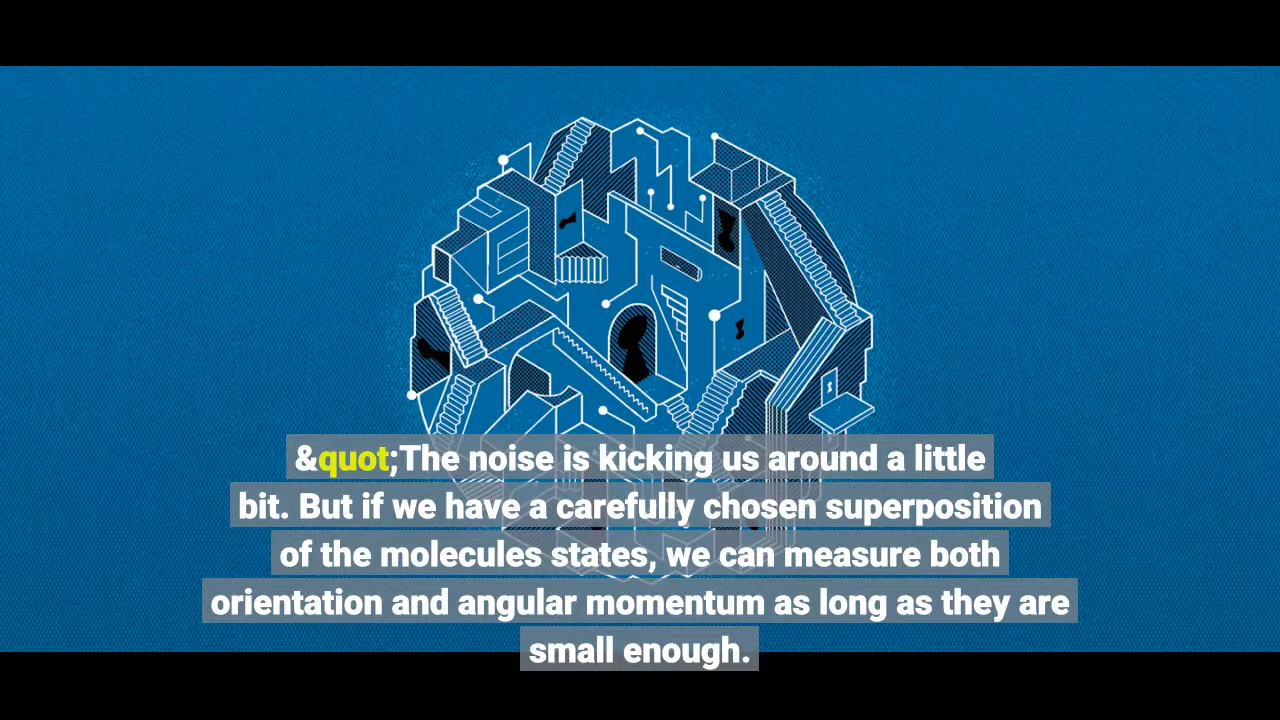 &quot;The noise is kicking us around a little
bit. But if we have a carefully chosen superposition
of the molecules states, we can measure both
orientation and angular momentum as long as they are
small enough.